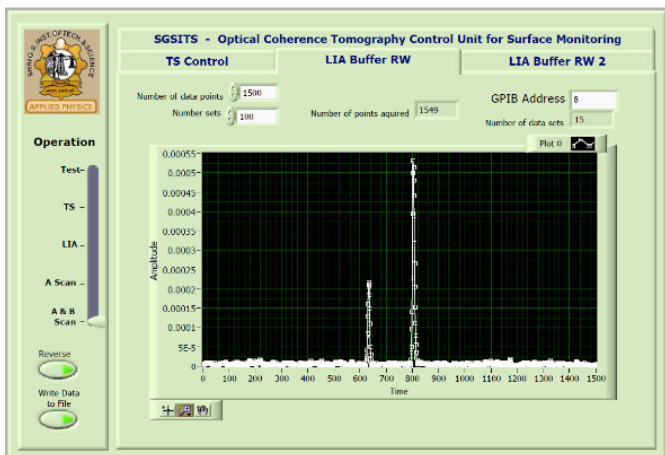 SGSITS - Optical Coherence Tomography Control Unit for Surface Monitoring
TS Control
LIA Buffer RW
LIA Buffer RW 2
APPLIED PHYSICS
Number of data points
1500
Number sets
100
Number of points aquired
1549
GPIB Address
8
Number of data sets
15
Plot 0
Operation
Test-
TS -
LIA -
A Scan -
A & B
Scan -
Reverse
Write Data
to File
Amplitude
0.00055-
0.0005-
0.00045-
0.0004-
0.00035-
0.0003-
0.00025-
0.0002-
0.00015-
0.0001-
5E-5-
0-
0 100 200 300 400 500 600 700 800 900 1000 1100 1200 1300 1400 1500
Time